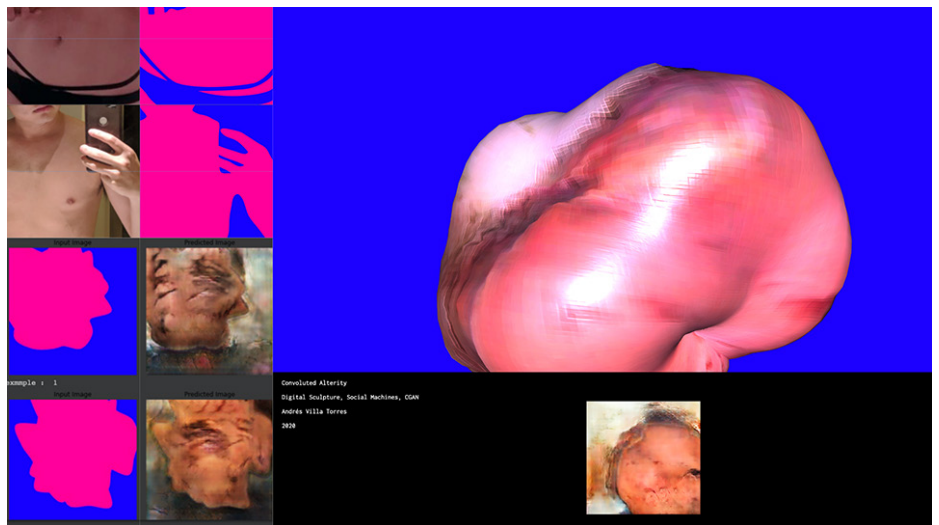 Input Image
Predicted Image
exmmple : 1
Input Image
Predicted Image
Convoluted Alterity
Digital Sculpture, Social Machines, CGAN
Andrés Villa Torres
2020